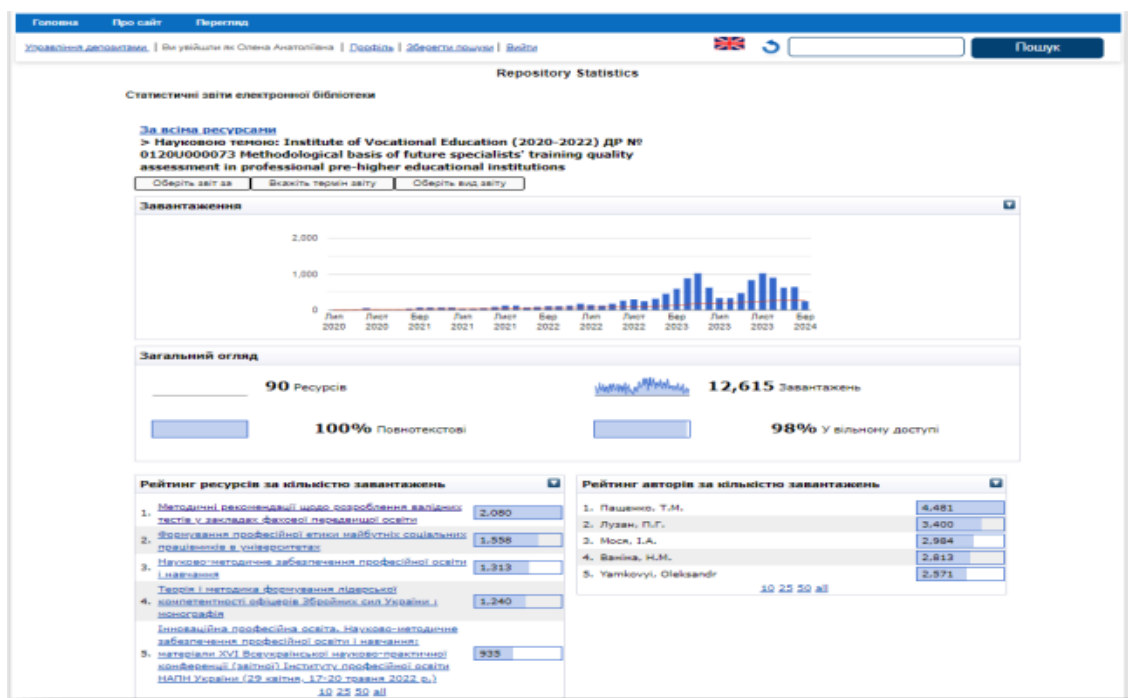 Головна Про сайт Перегляд
Управління депозитами | Ви увійшли як Олена Анатоліївна | Профіль | Зберегти пошуки | Вийти Пошук
Repository Statistics
Статистичні звіти електронної бібліотеки
За всіма ресурсами
> Науковою темою: Institute of Vocational Education (2020-2022) ДР №
0120U000073 Methodological basis of future specialists' training quality
assessment in professional pre-higher educational institutions
Оберіть звіт за Вкажіть термін звіту Оберіть вид звіту
Завантаження
2,000
1,000
0
Лип Лист Бер Лип Лист Бер Лип Лист Бер Лип Лист Бер
2020 2020 2021 2021 2021 2022 2022 2022 2023 2023 2023 2024
Загальний огляд
90 Ресурсів
12,615 Завантажень
100% Повнотекстові
98% У вільному доступі
Рейтинг ресурсів за кількістю завантажень
1. Методичні рекомендації щодо розроблення валідних
тестів у закладах фахової передвищої освіти
2,080
2. Формування професійної етики майбутніх соціальних
працівників в університетах
1,558
3. Науково-методичне забезпечення професійної освіти
і навчання
1,313
Теорія і методика формування лідерської
4. компетентності офіцерів Збройних сил України :
монографія
1,240
Інноваційна професійна освіта. Науково-методичне
забезпечення професійної освіти і навчання:
5. матеріали XVI Всеукраїнської науково-практичної
конференції (звітної) Інституту професійної освіти
НАПН України (29 квітня, 17-20 травня 2022 р.)
935
10 25 50 all
Рейтинг авторів за кількістю завантажень
1. Пащенко, Т.М. 4,481
2. Лузан, П.Г. 3,400
3. Мося, І.А. 2,984
4. Ваніна, Н.М. 2,813
5. Yamkovyi, Oleksandr 2,571
10 25 50 all